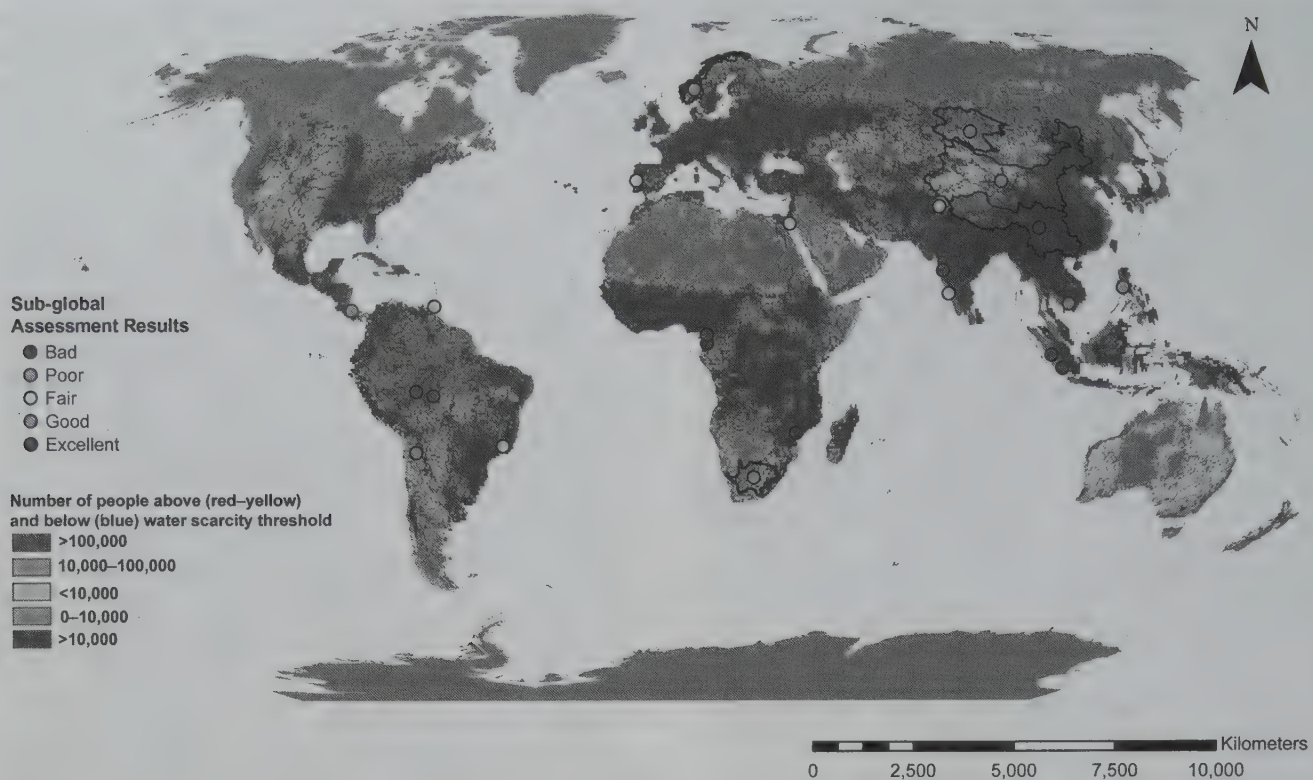 N
Sub-global
Assessment Results
Bad
Poor
Fair
Good
Excellent
Number of people above (red–yellow)
and below (blue) water scarcity threshold
>100,000
10,000–100,000
<10,000
0–10,000
>10,000
Kilometers
0 2,500 5,000 7,500 10,000